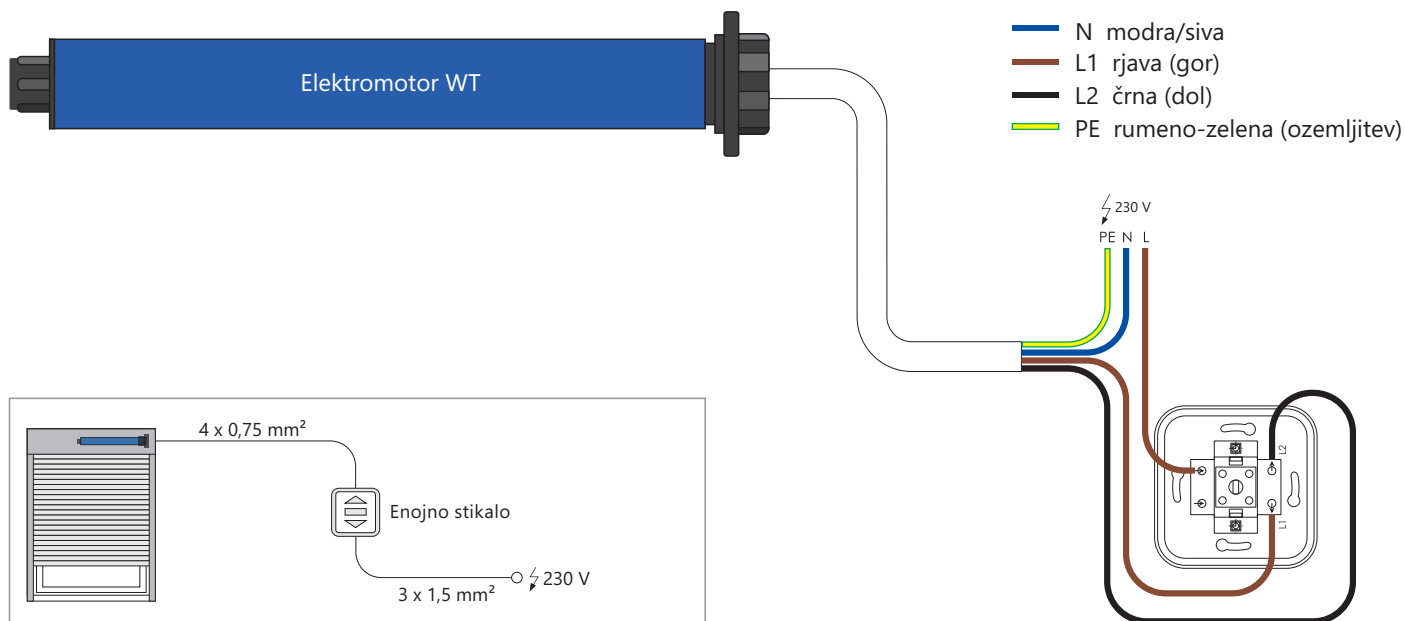 Elektromotor WT
N modra/siva
L1 rjava (gor)
L2 črna (dol)
PE rumeno-zelena (ozemljitev)
230 V
PE N L
L2
L1
4 x 0,75 mm²
Enojno stikalo
230 V
3 x 1,5 mm²